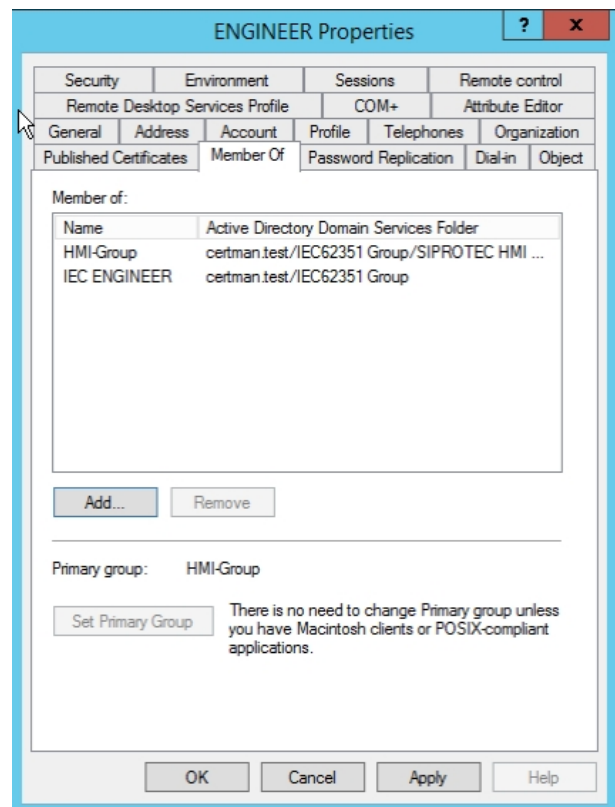 ENGINEER Properties
?
x
Security Environment Sessions Remote control
Remote Desktop Services Profile COM+ Attribute Editor
General Address Account Profile Telephones Organization
Published Certificates Member Of Password Replication Dial-in Object
Member of:
Name Active Directory Domain Services Folder
HMI-Group certman.test/IEC62351 Group/SIPROTEC HMI ...
IEC ENGINEER certman.test/IEC62351 Group
Add... Remove
Primary group: HMI-Group
Set Primary Group
There is no need to change Primary group unless
you have Macintosh clients or POSIX-compliant
applications.
OK Cancel Apply Help